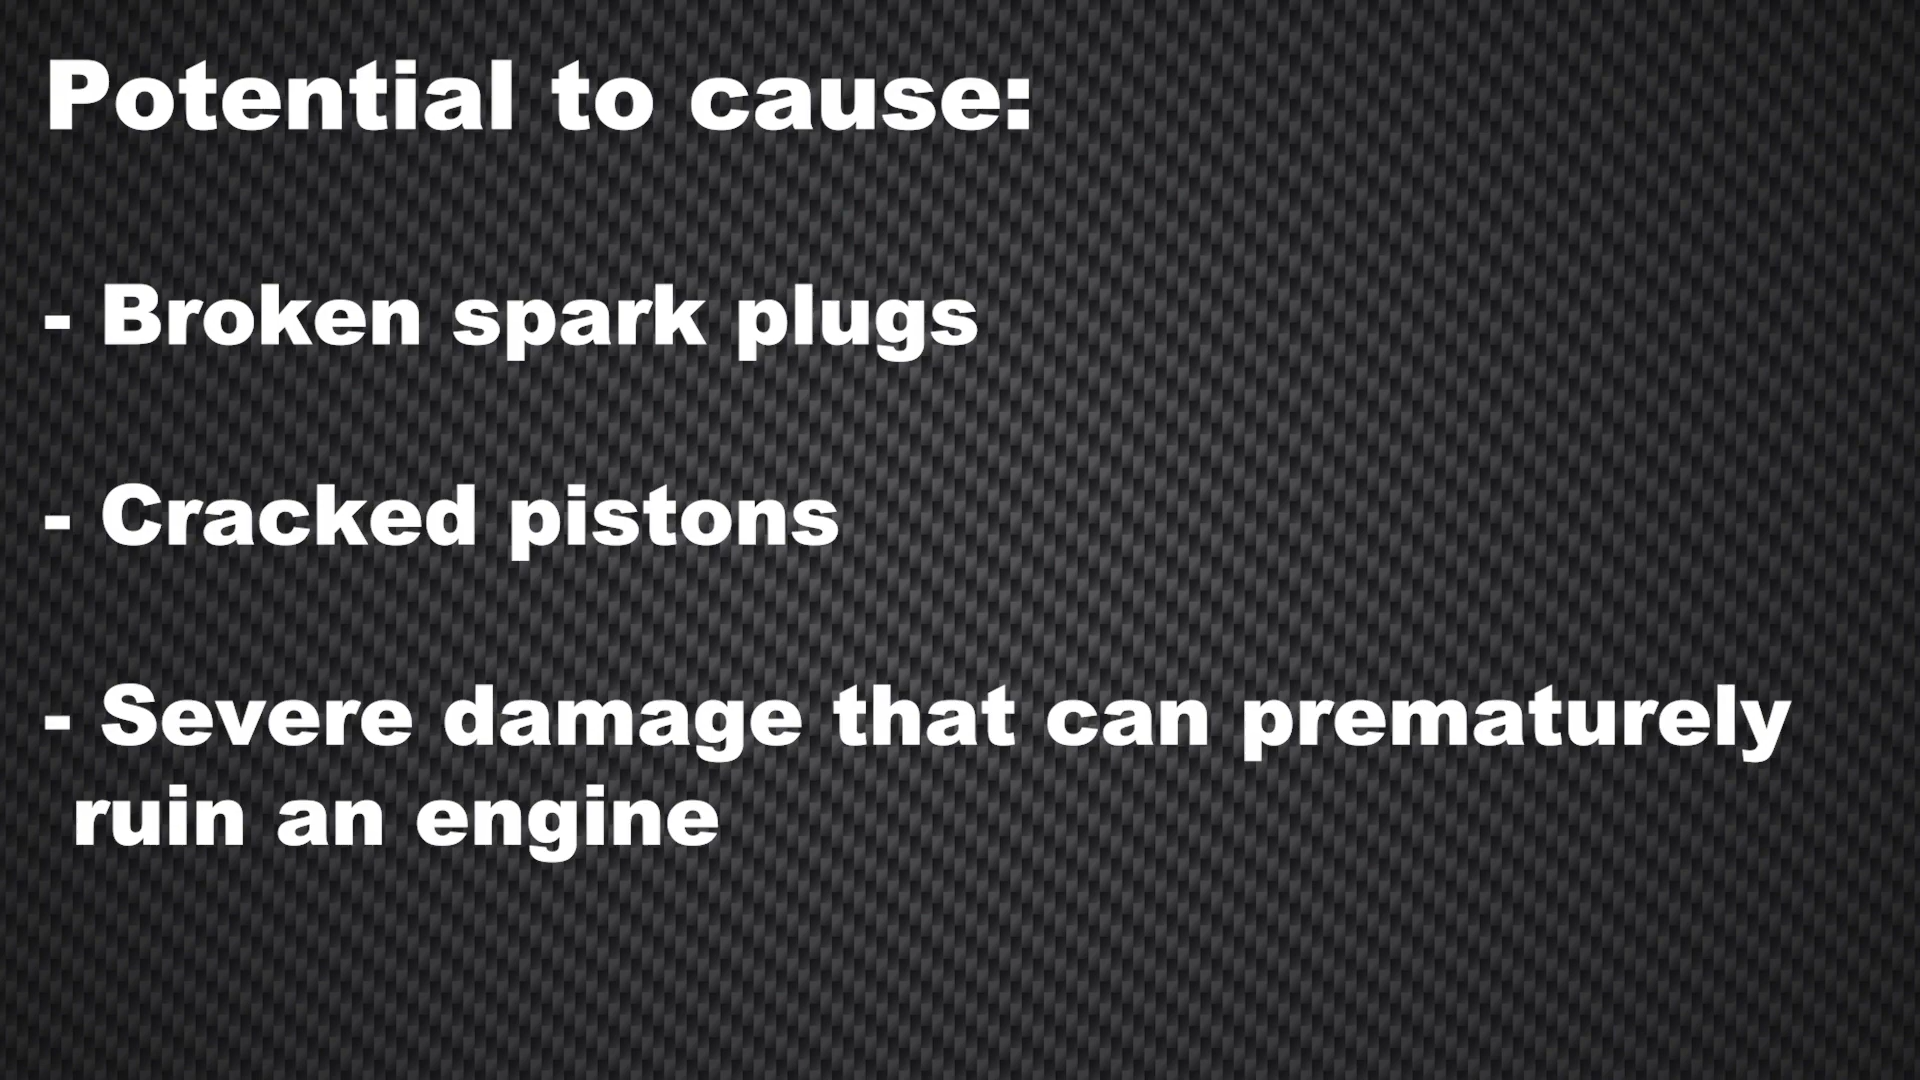 Potential to cause:
- Broken spark plugs
- Cracked pistons
- Severe damage that can prematurely
ruin an engine